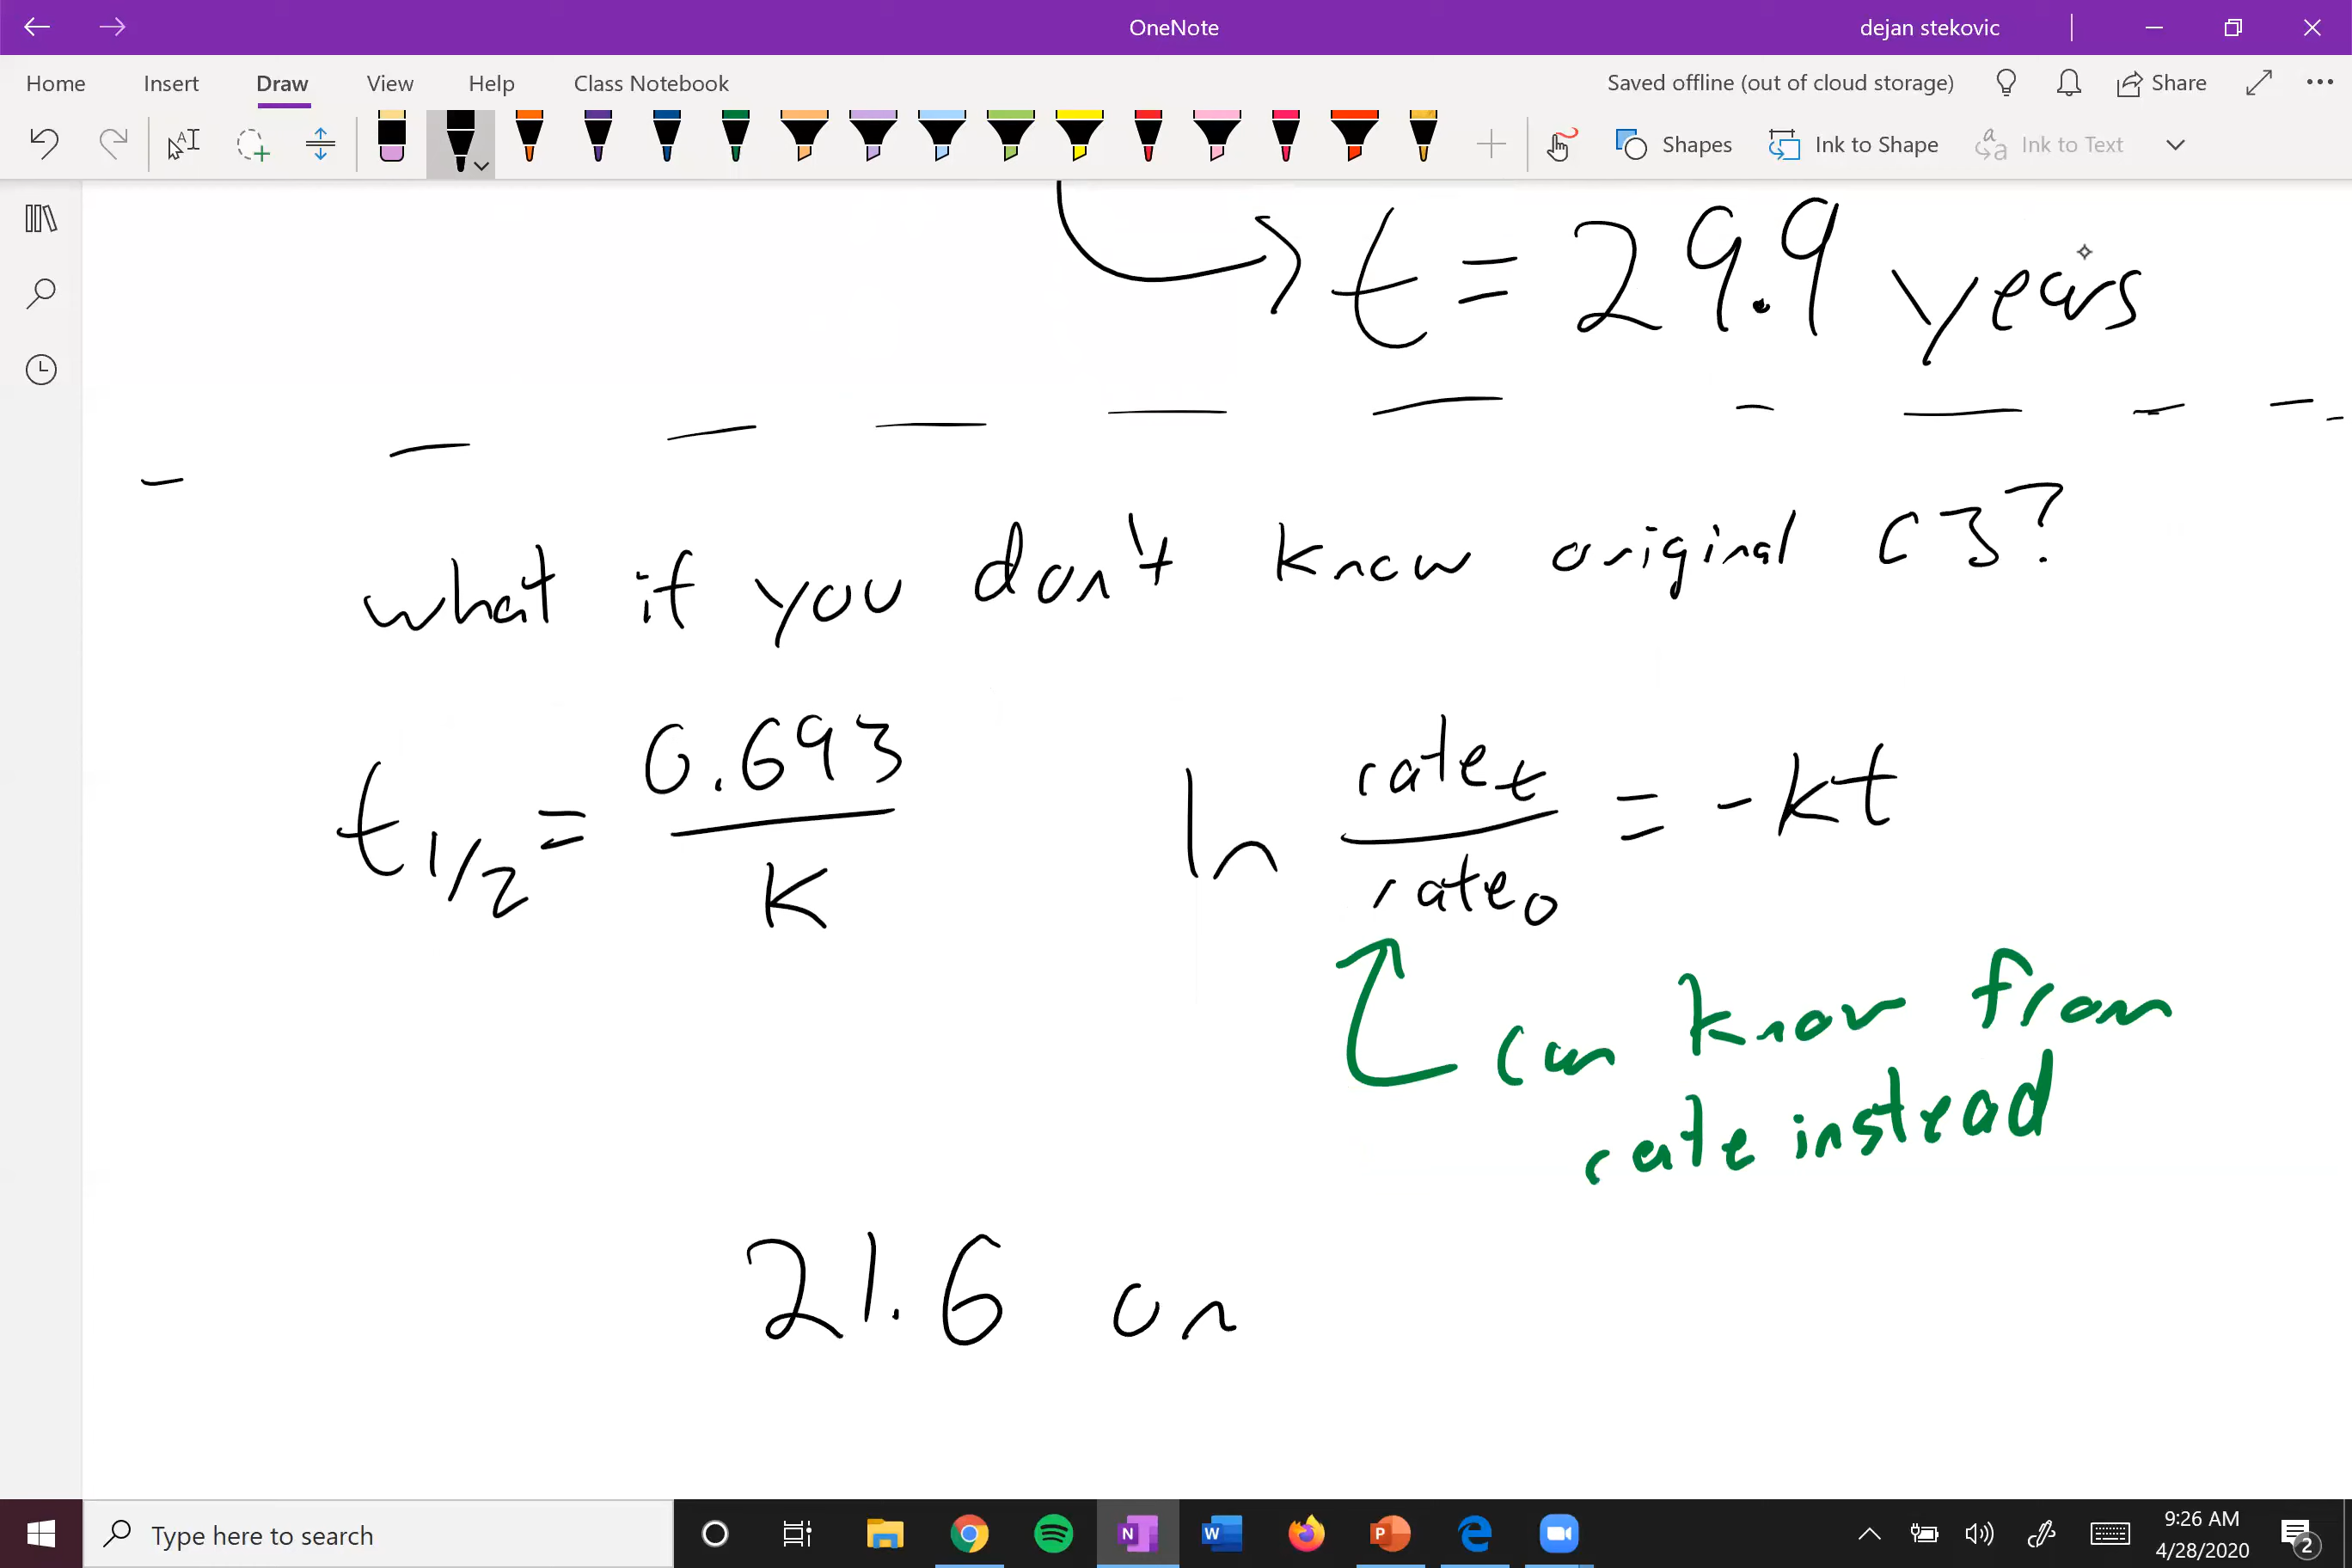 OneNote
dejan stekovic
Home Insert Draw View Help Class Notebook
Saved offline (out of cloud storage)
Share
Shapes Ink to Shape Ink to Text
t = 29.9 years
what if you don't know original [ ]?
t1/2 = 0.693 / K
ln ratet / rate0 = -kt
can know from
rate instead
21.6 on
Type here to search
9:26 AM
4/28/2020
2